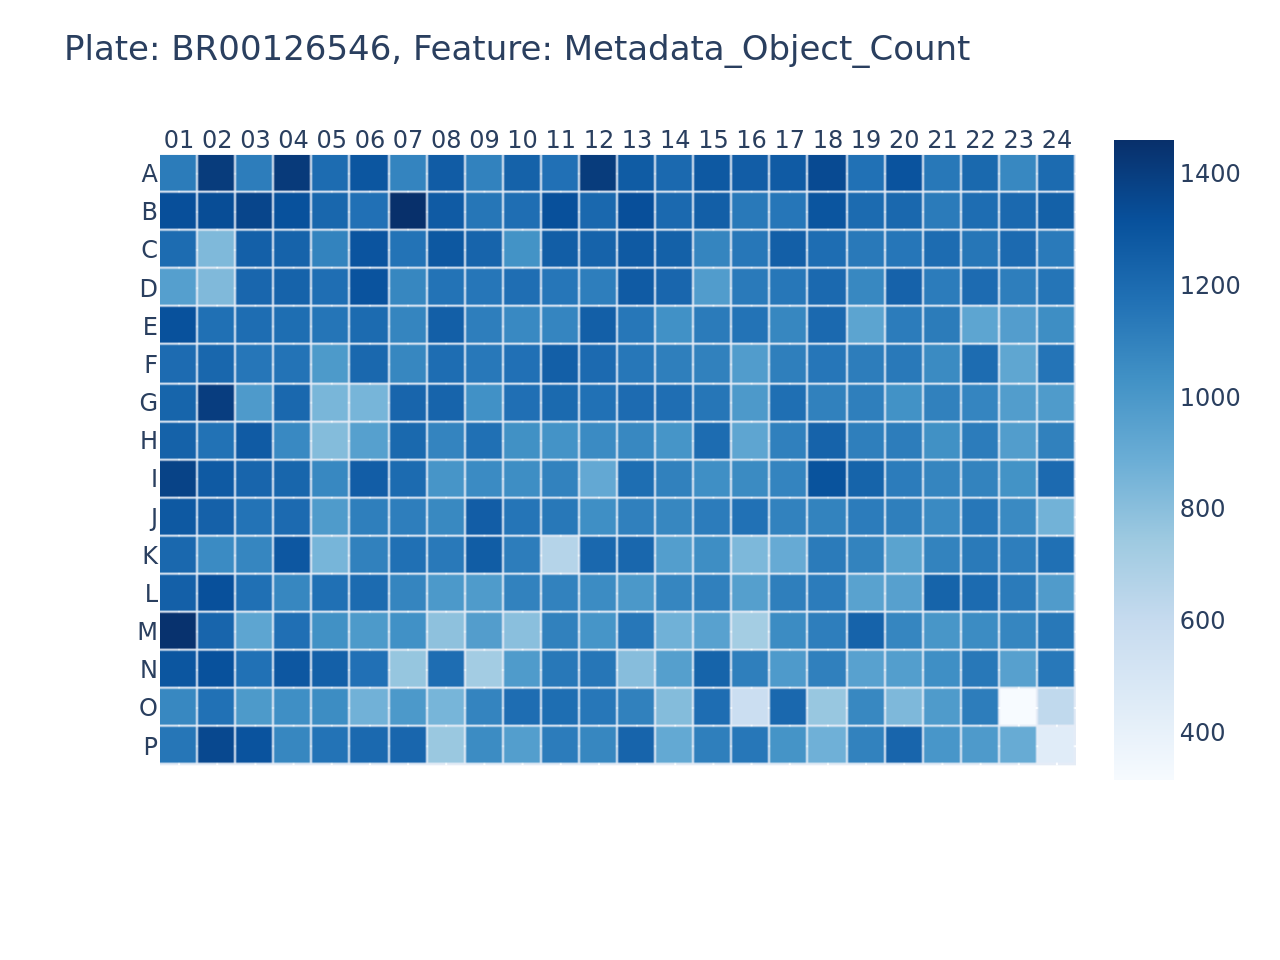 Plate: BR00126546, Feature: Metadata_Object_Count
01 02 03 04 05 06 07 08 09 10 11 12 13 14 15 16 17 18 19 20 21 22 23 24
A
B
C
D
E
F
G
H
I
J
K
L
M
N
O
P
1400
1200
1000
800
600
400